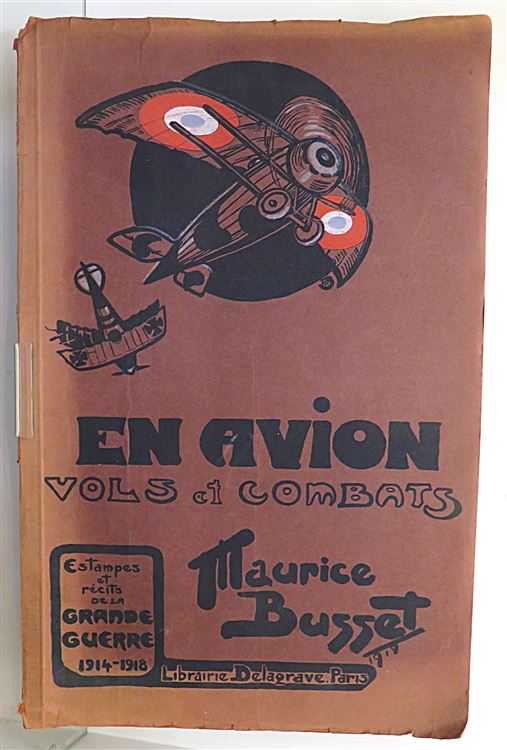 EN AVION
VOLS et COMBATS
Estampes
et
récits
DE LA
GRANDE
GUERRE
1914-1918
Maurice
Busset
1919
Librairie Delagrave. Paris